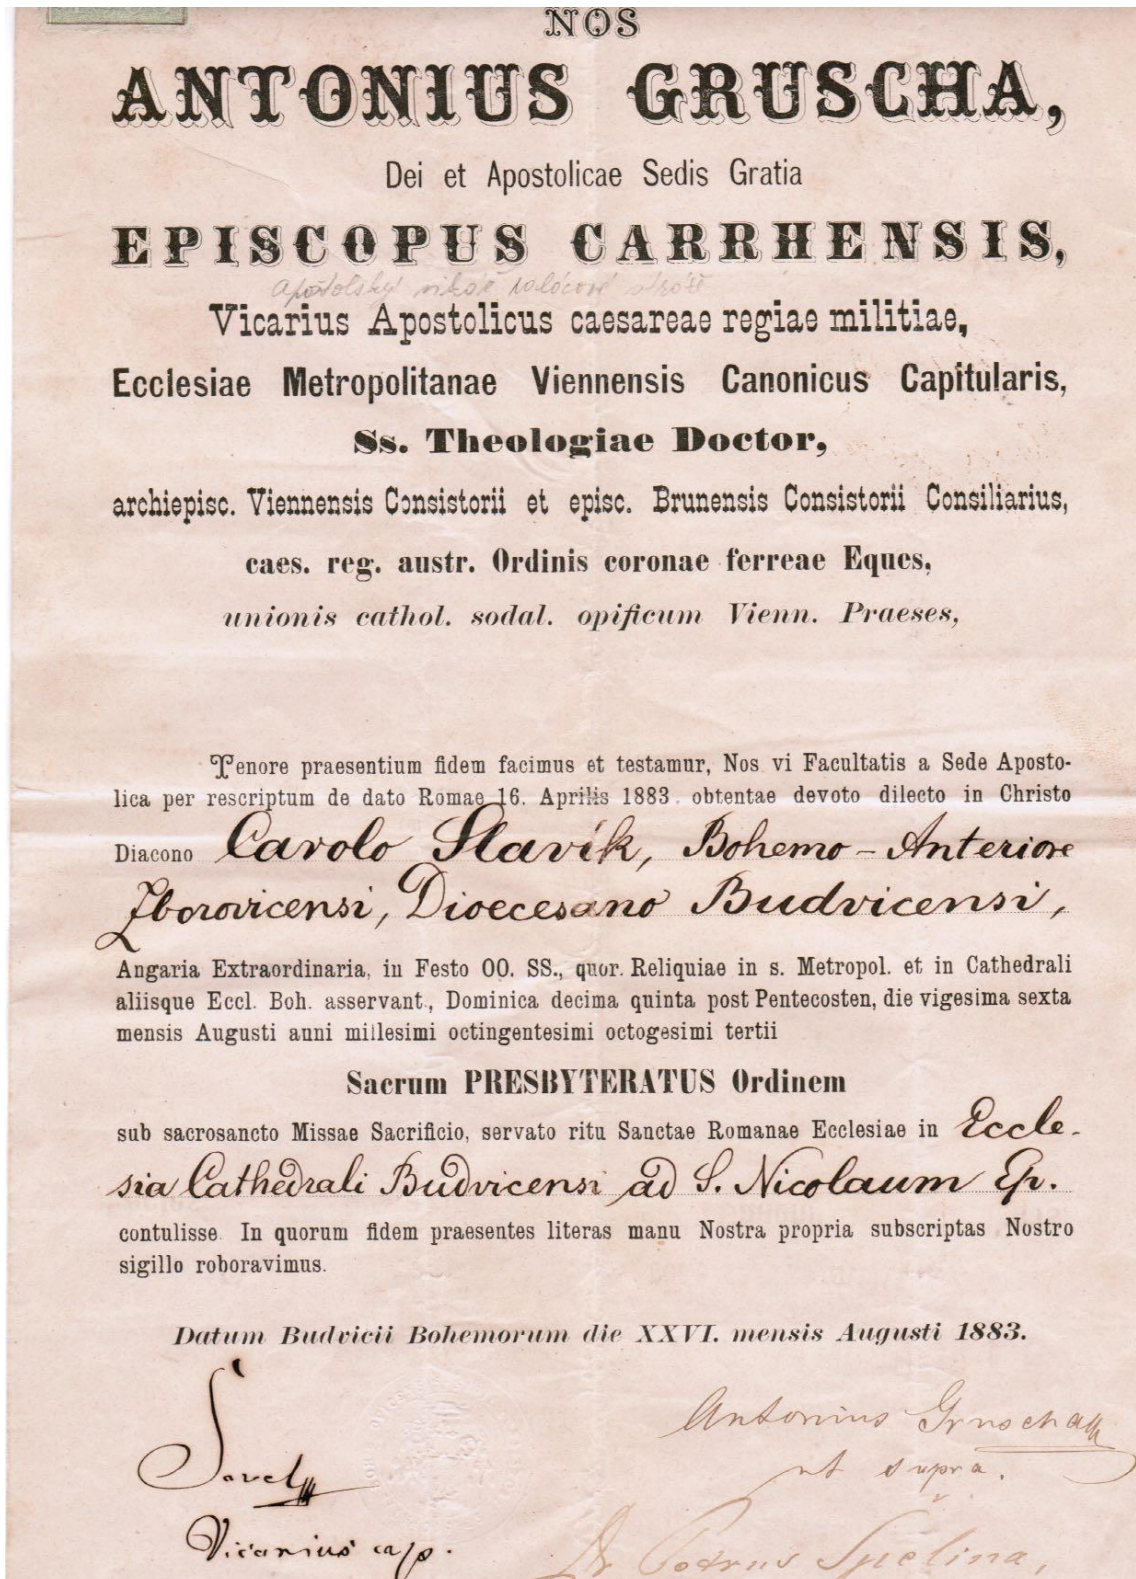 NOS
ANTONIUS GRUSCHA,
Dei et Apostolicae Sedis Gratia
EPISCOPUS CARRHENSIS,
Apoštolský vikář
Vicarius Apostolicus caesareae regiae militiae,
Ecclesiae Metropolitanae Viennensis Canonicus Capitularis,
Ss. Theologiae Doctor,
archiepisc. Viennensis Consistorii et episc. Brunensis Consistorii Consiliarius,
caes. reg. austr. Ordinis coronae ferreae Eques,
unionis cathol. sodal. opificum Vienn. Praeses,
Tenore praesentium fidem facimus et testamur, Nos vi Facultatis a Sede Aposto-
lica per rescriptum de dato Romae 16. Aprilis 1883. obtentae devoto dilecto in Christo
Diacono Carolo Slavík, Bohemo-Anteriore
Zborovicensi, Dioecesano Budvicensi,
Angaria Extraordinaria, in Festo OO. SS., quor. Reliquiae in s. Metropol. et in Cathedrali
aliisque Eccl. Boh. asservant., Dominica decima quinta post Pentecosten, die vigesima sexta
mensis Augusti anni millesimi octingentesimi octogesimi tertii
Sacrum PRESBYTERATUS Ordinem
sub sacrosancto Missae Sacrificio, servato ritu Sanctae Romanae Ecclesiae in Eccle-
sia Cathedrali Budvicensi ad S. Nicolaum Ep.
contulisse. In quorum fidem praesentes literas manu Nostra propria subscriptas Nostro
sigillo roboravimus.
Datum Budvicii Bohemorum die XXVI. mensis Augusti 1883.
Antonius Gruscha
ut supra.
Vicarius cap.
Dr Petrus Spelina,